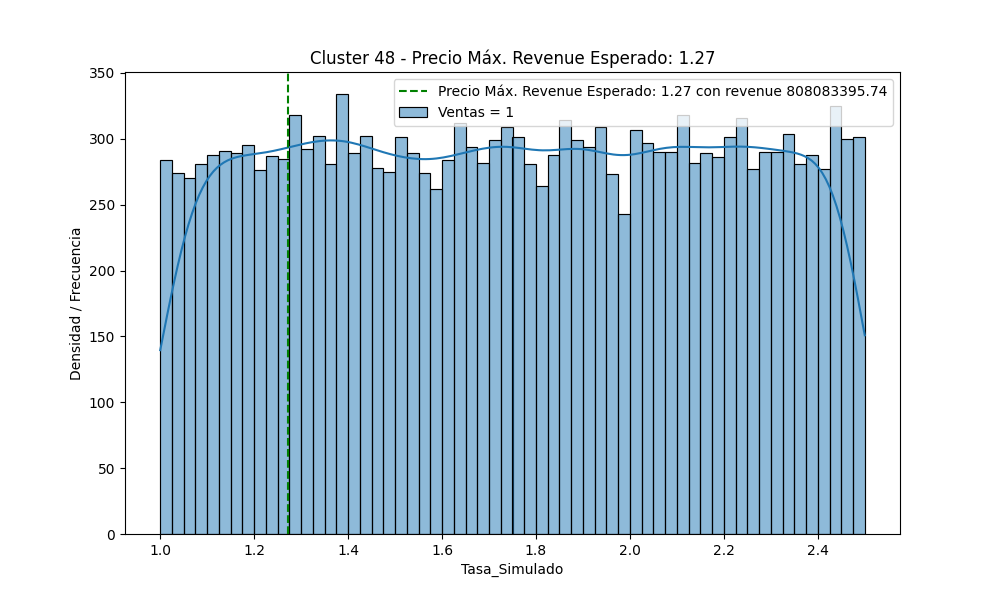 Cluster 48 - Precio Máx. Revenue Esperado: 1.27
Precio Máx. Revenue Esperado: 1.27 con revenue 808083395.74
Ventas = 1
Densidad / Frecuencia
350
300
250
200
150
100
50
0
1.0 1.2 1.4 1.6 1.8 2.0 2.2 2.4
Tasa_Simulado